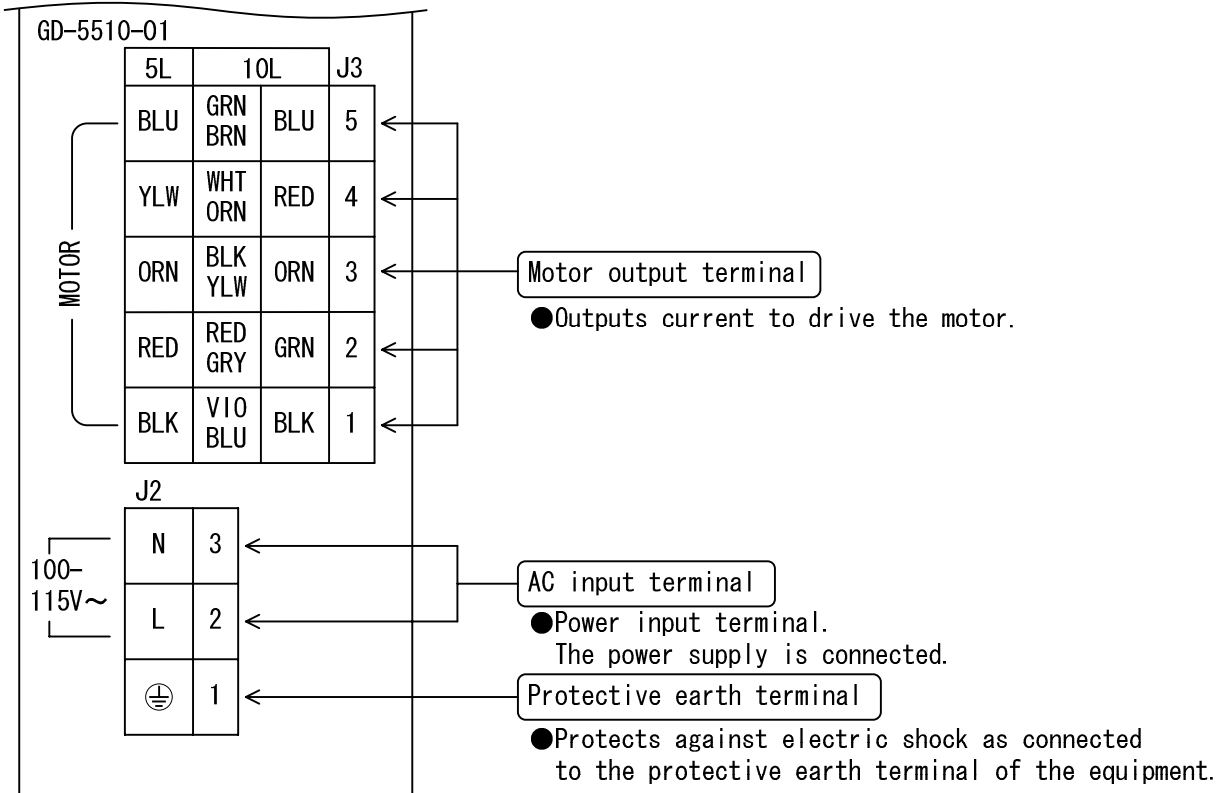 GD-5510-01
5L 10L J3
BLU GRN BRN BLU 5
YLW WHT ORN RED 4
ORN BLK YLW ORN 3
RED RED GRY GRN 2
BLK VIO BLU BLK 1
MOTOR
Motor output terminal
●Outputs current to drive the motor.
J2
N 3
L 2
1
100-
115V～
AC input terminal
●Power input terminal.
The power supply is connected.
Protective earth terminal
●Protects against electric shock as connected
to the protective earth terminal of the equipment.